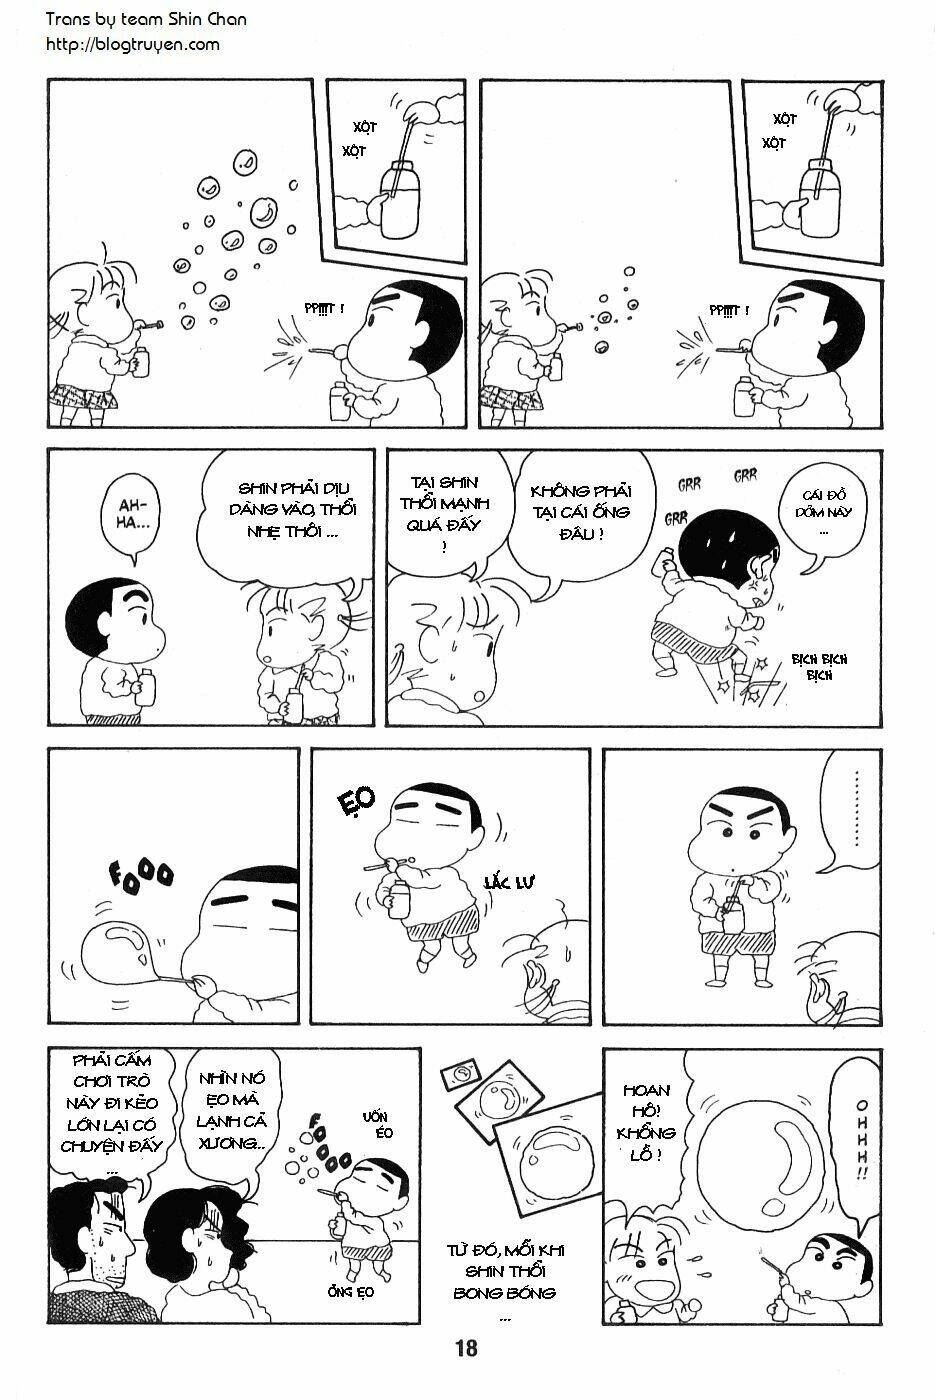 Trans by team Shin Chan
http://blogtruyen.com
XỘT
XỘT
PPIIIT !
XỘT
XỘT
PPIIIT !
CÁI ĐỒ
DỎM NÀY
...
GRR
GRR
GRR
BỊCH BỊCH
BỊCH
KHÔNG PHẢI
TẠI CÁI ỐNG
ĐÂU !
TẠI SHIN
THỔI MẠNH
QUÁ ĐẤY
!
SHIN PHẢI DỊU
DÀNG VÀO, THỔI
NHẸ THÔI ...
AH-
HA...
............
ẸO
LẮC LƯ
FOOO
OHHH!!
HOAN
HÔ!
KHỔNG
LỒ !
TỪ ĐÓ, MỖI KHI
SHIN THỔI
BONG BÓNG
...
UỐN
ÉO
FOOOO
ỎNG ẸO
NHÌN NÓ
ẸO MÀ
LẠNH CẢ
XƯƠNG..
PHẢI CẤM
CHƠI TRÒ
NÀY ĐI KẺO
LỚN LẠI CÓ
CHUYỆN ĐẤY
...
18